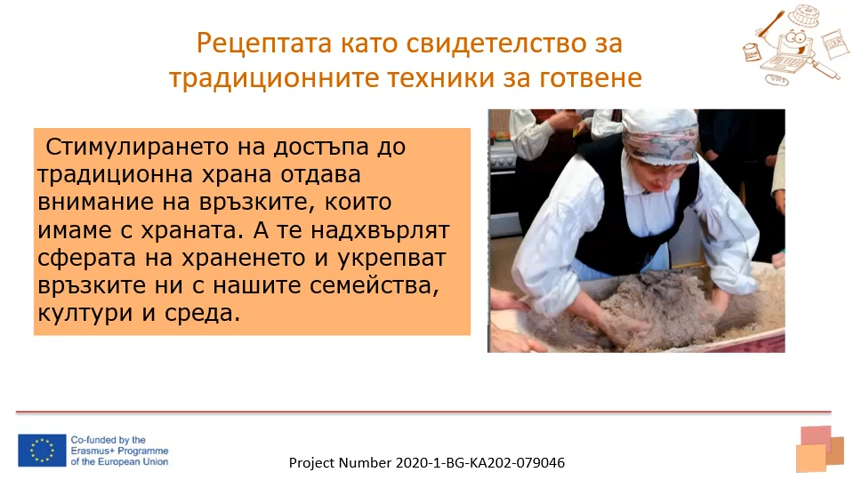 Рецептата като свидетелство за
традиционните техники за готвене
Стимулирането на достъпа до
традиционна храна отдава
внимание на връзките, които
имаме с храната. А те надхвърлят
сферата на храненето и укрепват
връзките ни с нашите семейства,
култури и среда.
Co-funded by the
Erasmus+ Programme
of the European Union
Project Number 2020-1-BG-KA202-079046